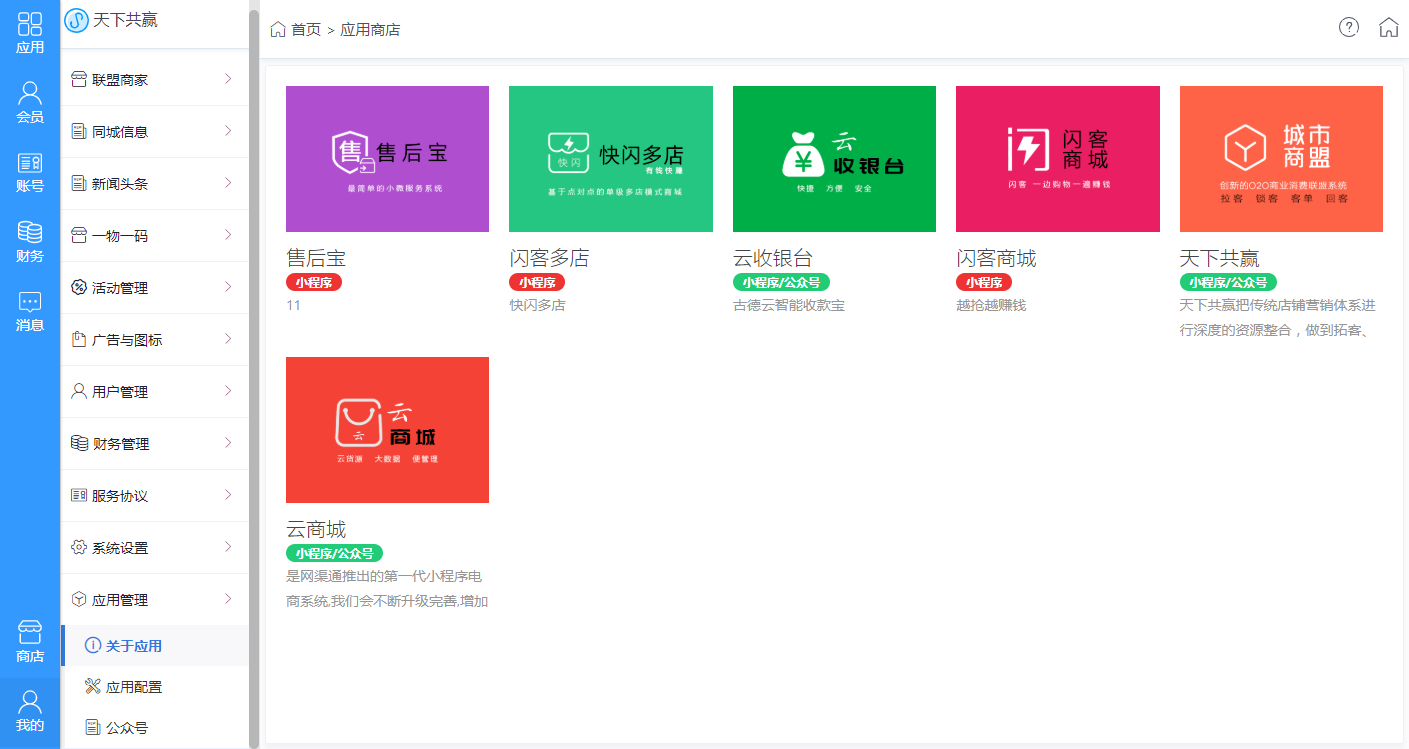 应用
会员
账号
财务
消息
商店
我的
天下共赢
联盟商家
同城信息
新闻头条
一物一码
活动管理
广告与图标
用户管理
财务管理
服务协议
系统设置
应用管理
关于应用
应用配置
公众号
首页 > 应用商店
售
售后宝
最简单的小微服务系统
售后宝
小程序
11
快闪
快闪多店
有钱快赚
基于点对点的单级多店模式商城
闪客多店
小程序
快闪多店
云
收银台
快捷 方便 安全
云收银台
小程序/公众号
古德云智能收款宝
闪客
商城
闪客 一边购物一遍赚钱
闪客商城
小程序
越抢越赚钱
城市
商盟
创新的O2O商业消费联盟系统
拉客 锁客 客单 回客
天下共赢
小程序/公众号
天下共赢把传统店铺营销体系进
行深度的资源整合，做到拓客、
云
云
商城
云货源 大数据 便管理
云商城
小程序/公众号
是网渠通推出的第一代小程序电
商系统,我们会不断升级完善,增加